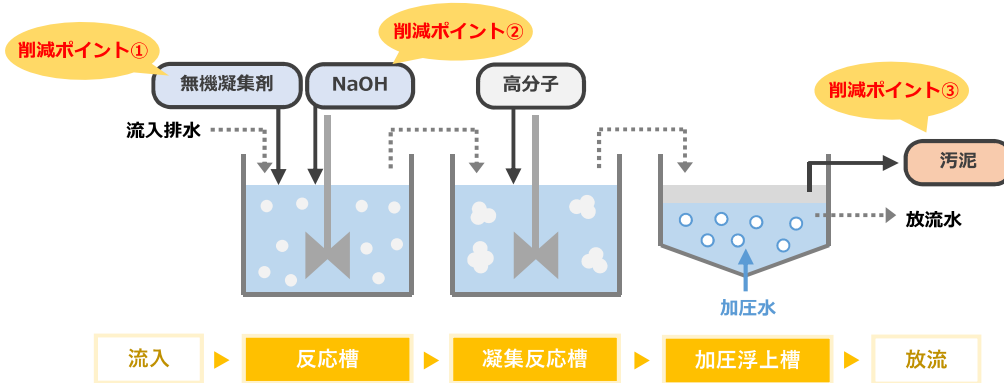 削減ポイント①
削減ポイント②
無機凝集剤
NaOH
高分子
削減ポイント③
流入排水
汚泥
放流水
加圧水
流入
反応槽
凝集反応槽
加圧浮上槽
放流